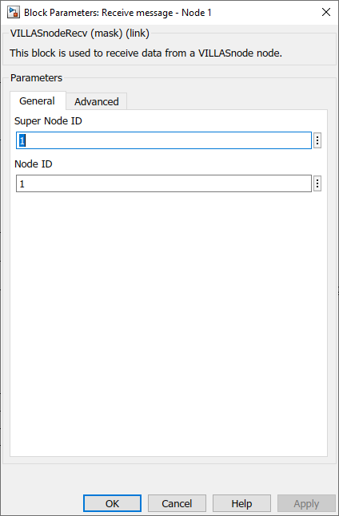 Block Parameters: Receive message - Node 1
VILLASnodeRecv (mask) (link)
This block is used to receive data from a VILLASnode node.
Parameters
General Advanced
Super Node ID
1
Node ID
1
OK Cancel Help Apply